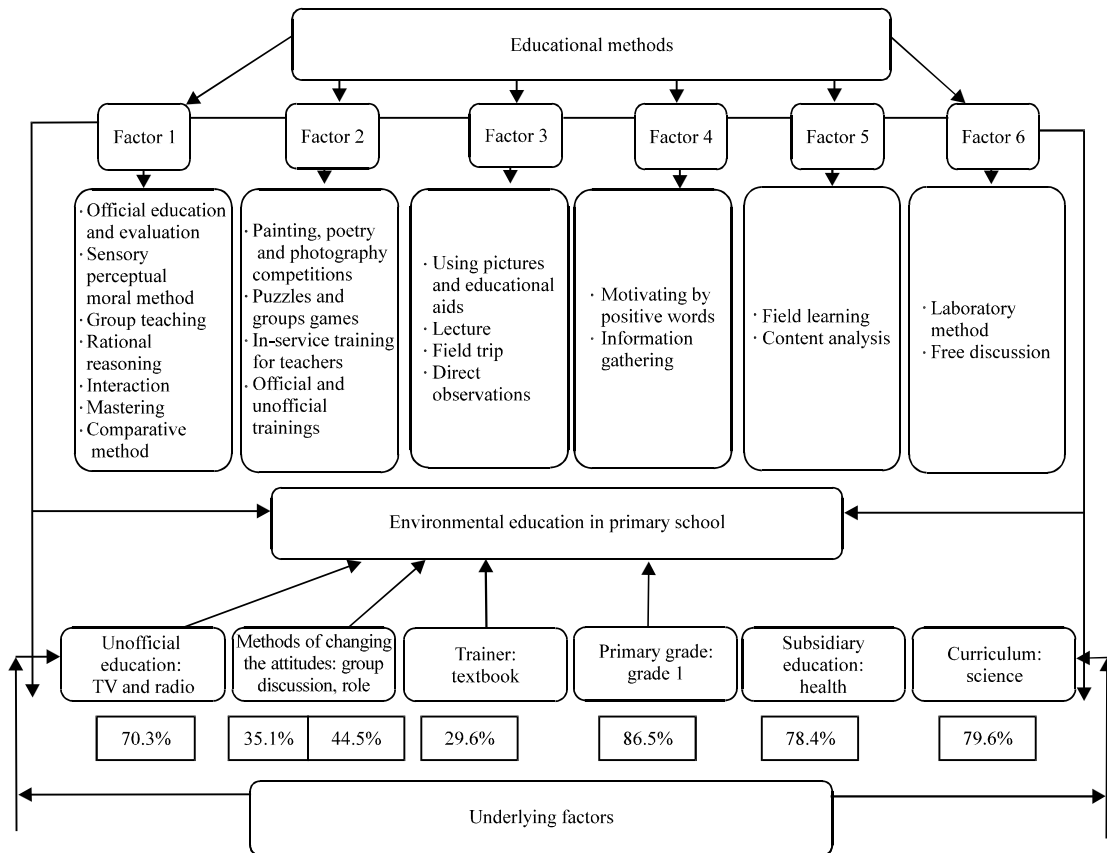 Educational methods
Factor 1
Factor 2
Factor 3
Factor 4
Factor 5
Factor 6
· Official education
and evaluation
· Sensory
perceptual
moral method
· Group teaching
· Rational
reasoning
· Interaction
· Mastering
· Comparative
method
· Painting, poetry
and photography
competitions
· Puzzles and
groups games
· In-service training
for teachers
· Official and
unofficial
trainings
· Using pictures
and educational
aids
· Lecture
· Field trip
· Direct
observations
· Motivating by
positive words
· Information
gathering
· Field learning
· Content analysis
· Laboratory
method
· Free discussion
Environmental education in primary school
Unofficial
education:
TV and radio
Methods of changing
the attitudes: group
discussion, role
Trainer:
textbook
Primary grade:
grade 1
Subsidiary
education:
health
Curriculum:
science
70.3%
35.1%
44.5%
29.6%
86.5%
78.4%
79.6%
Underlying factors